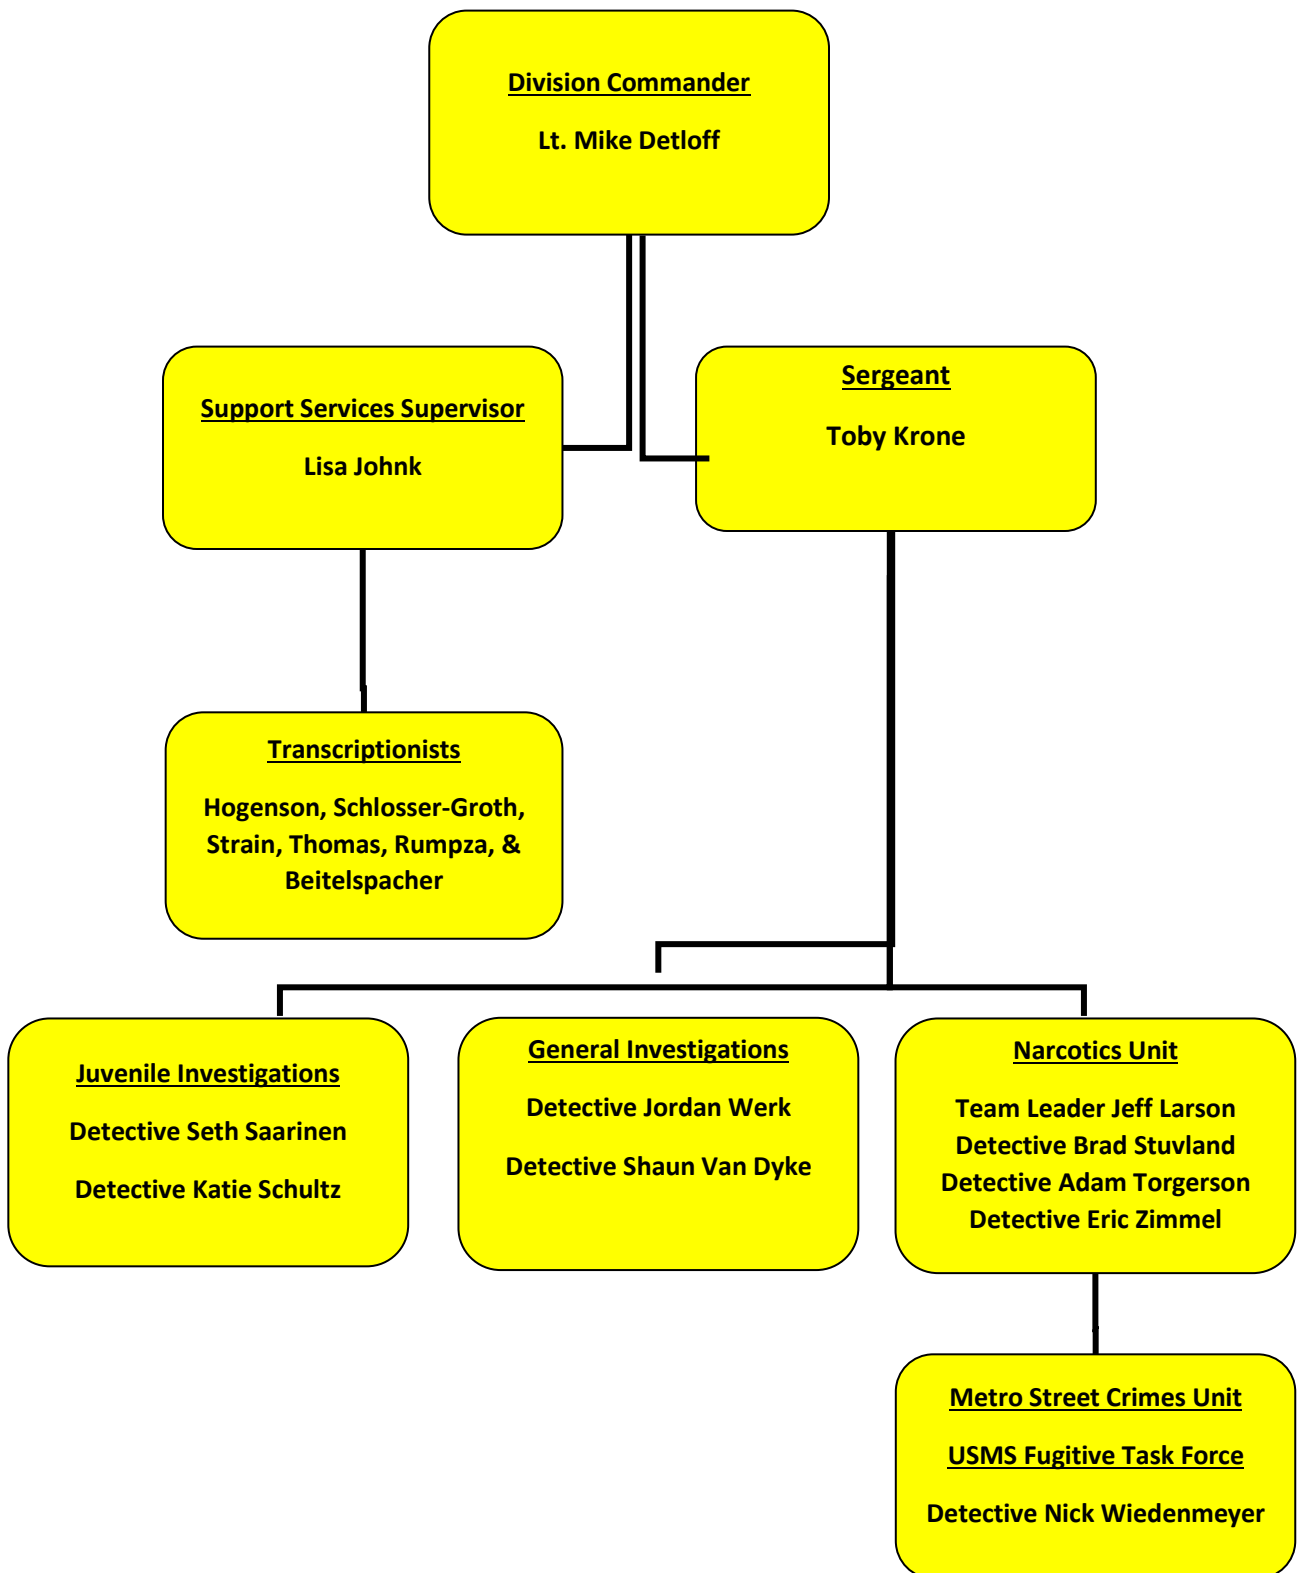 Division Commander
Lt. Mike Detloff
Support Services Supervisor
Lisa Johnk
Sergeant
Toby Krone
Transcriptionists
Hogenson, Schlosser-Groth,
Strain, Thomas, Rumpza, &
Beitelspacher
Juvenile Investigations
Detective Seth Saarinen
Detective Katie Schultz
General Investigations
Detective Jordan Werk
Detective Shaun Van Dyke
Narcotics Unit
Team Leader Jeff Larson
Detective Brad Stuvland
Detective Adam Torgerson
Detective Eric Zimmel
Metro Street Crimes Unit
USMS Fugitive Task Force
Detective Nick Wiedenmeyer